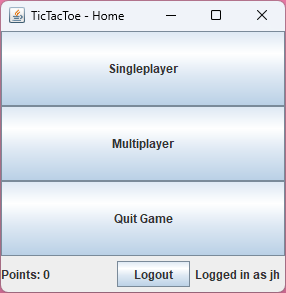 TicTacToe - Home
Singleplayer
Multiplayer
Quit Game
Points: 0 Logout Logged in as jh